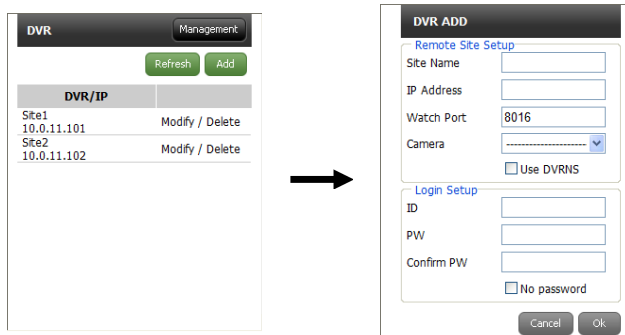 DVR
Management
Refresh
Add
DVR/IP
Site1
10.0.11.101
Modify / Delete
Site2
10.0.11.102
Modify / Delete
DVR ADD
Remote Site Setup
Site Name
IP Address
Watch Port 8016
Camera --------------------
Use DVRNS
Login Setup
ID
PW
Confirm PW
No password
Cancel
Ok